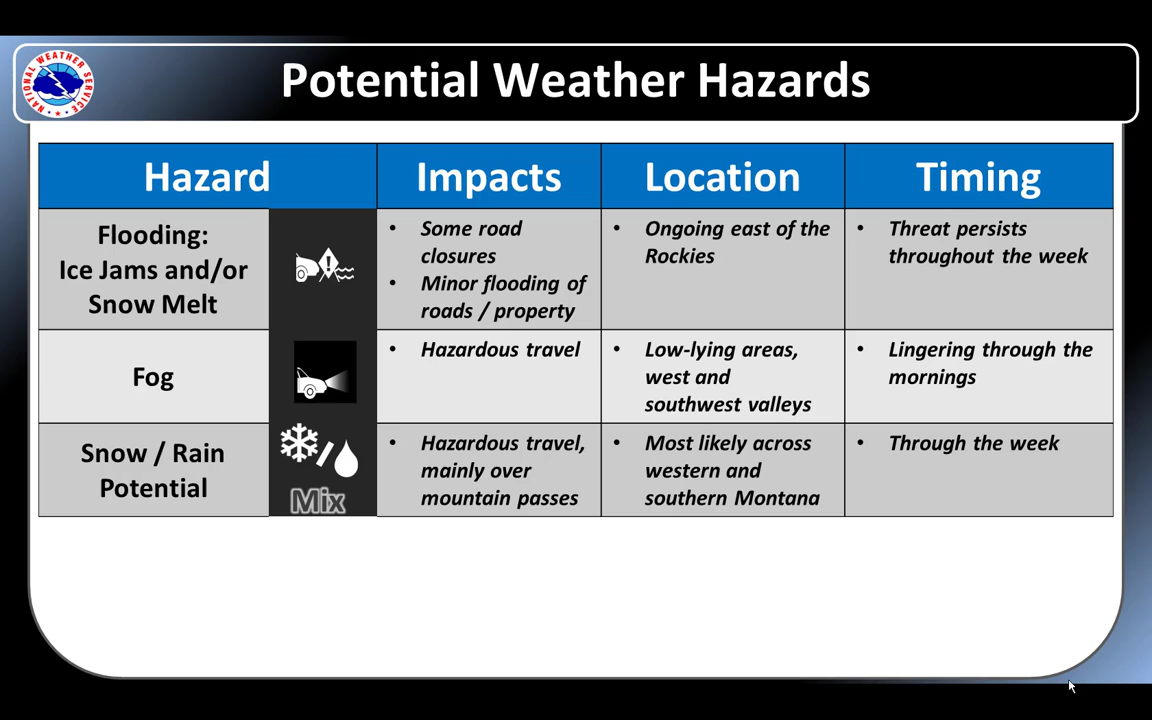 NATIONAL WEATHER SERVICE
Potential Weather Hazards
Hazard
Impacts
Location
Timing
Flooding:
Ice Jams and/or
Snow Melt
• Some road
closures
• Minor flooding of
roads / property
• Ongoing east of the
Rockies
• Threat persists
throughout the week
Fog
• Hazardous travel
• Low-lying areas,
west and
southwest valleys
• Lingering through the
mornings
Snow / Rain
Potential
Mix
• Hazardous travel,
mainly over
mountain passes
• Most likely across
western and
southern Montana
• Through the week